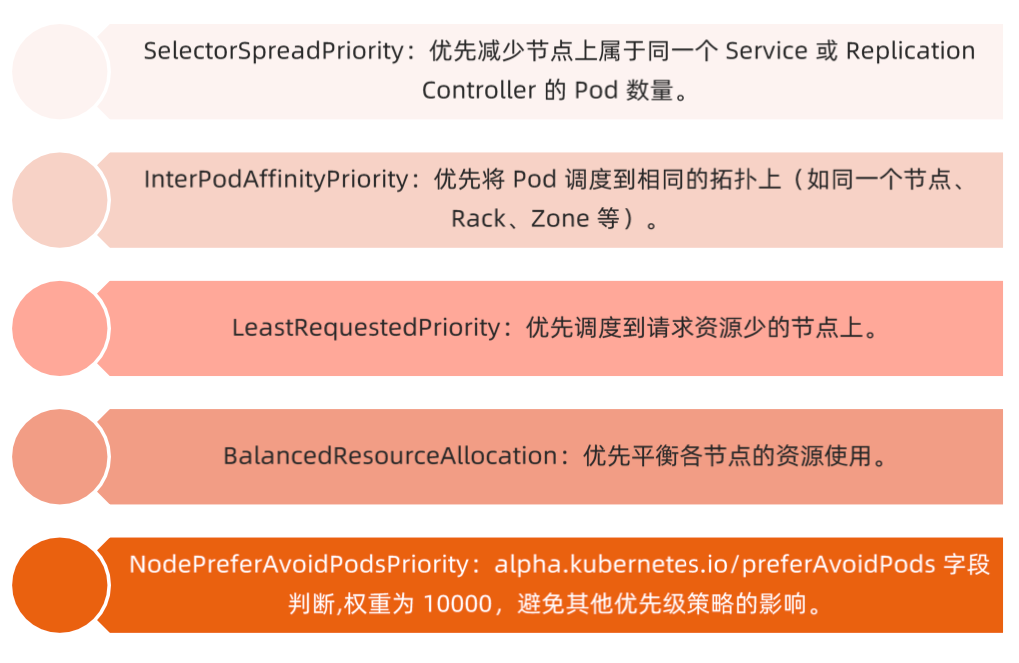 SelectorSpreadPriority：优先减少节点上属于同一个 Service 或 Replication
Controller 的 Pod 数量。
InterPodAffinityPriority：优先将 Pod 调度到相同的拓扑上（如同一个节点、
Rack、Zone 等）。
LeastRequestedPriority：优先调度到请求资源少的节点上。
BalancedResourceAllocation：优先平衡各节点的资源使用。
NodePreferAvoidPodsPriority：alpha.kubernetes.io/preferAvoidPods 字段
判断,权重为 10000，避免其他优先级策略的影响。